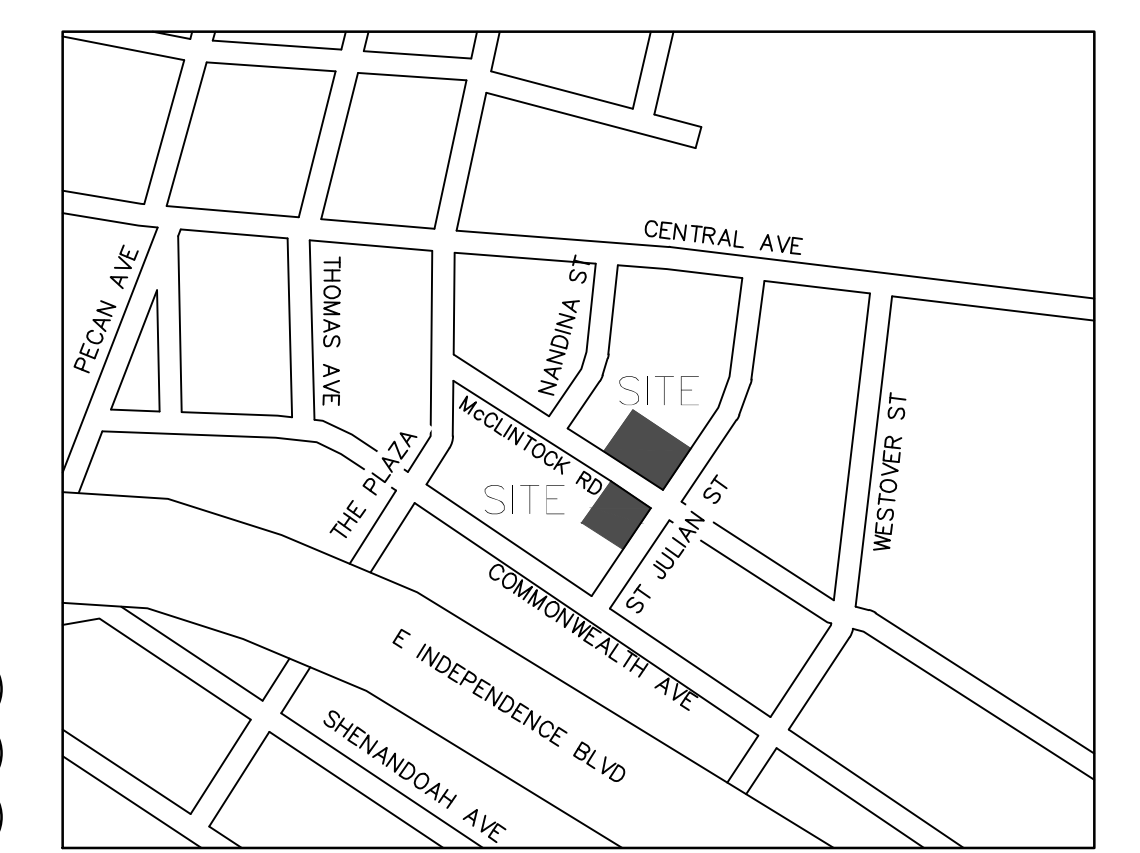 CENTRAL AVE
PECAN AVE
THOMAS AVE
NANDINA ST
SITE
McCLINTOCK RD
WESTOVER ST
THE PLAZA
SITE
ST JULIAN ST
COMMONWEALTH AVE
E INDEPENDENCE BLVD
SHENANDOAH AVE